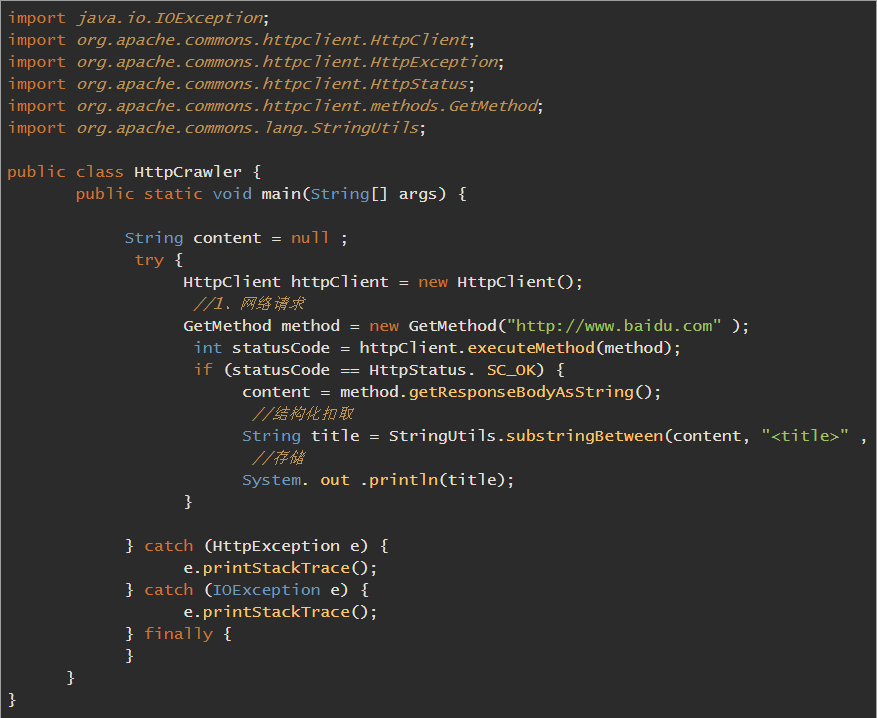 import java.io.IOException;
import org.apache.commons.httpclient.HttpClient;
import org.apache.commons.httpclient.HttpException;
import org.apache.commons.httpclient.HttpStatus;
import org.apache.commons.httpclient.methods.GetMethod;
import org.apache.commons.lang.StringUtils;
public class HttpCrawler {
public static void main(String[] args) {
String content = null ;
try {
HttpClient httpClient = new HttpClient();
//1、网络请求
GetMethod method = new GetMethod("http://www.baidu.com" );
int statusCode = httpClient.executeMethod(method);
if (statusCode == HttpStatus. SC_OK) {
content = method.getResponseBodyAsString();
//结构化扣取
String title = StringUtils.substringBetween(content, "<title>" ,
//存储
System. out .println(title);
}
} catch (HttpException e) {
e.printStackTrace();
} catch (IOException e) {
e.printStackTrace();
} finally {
}
}
}